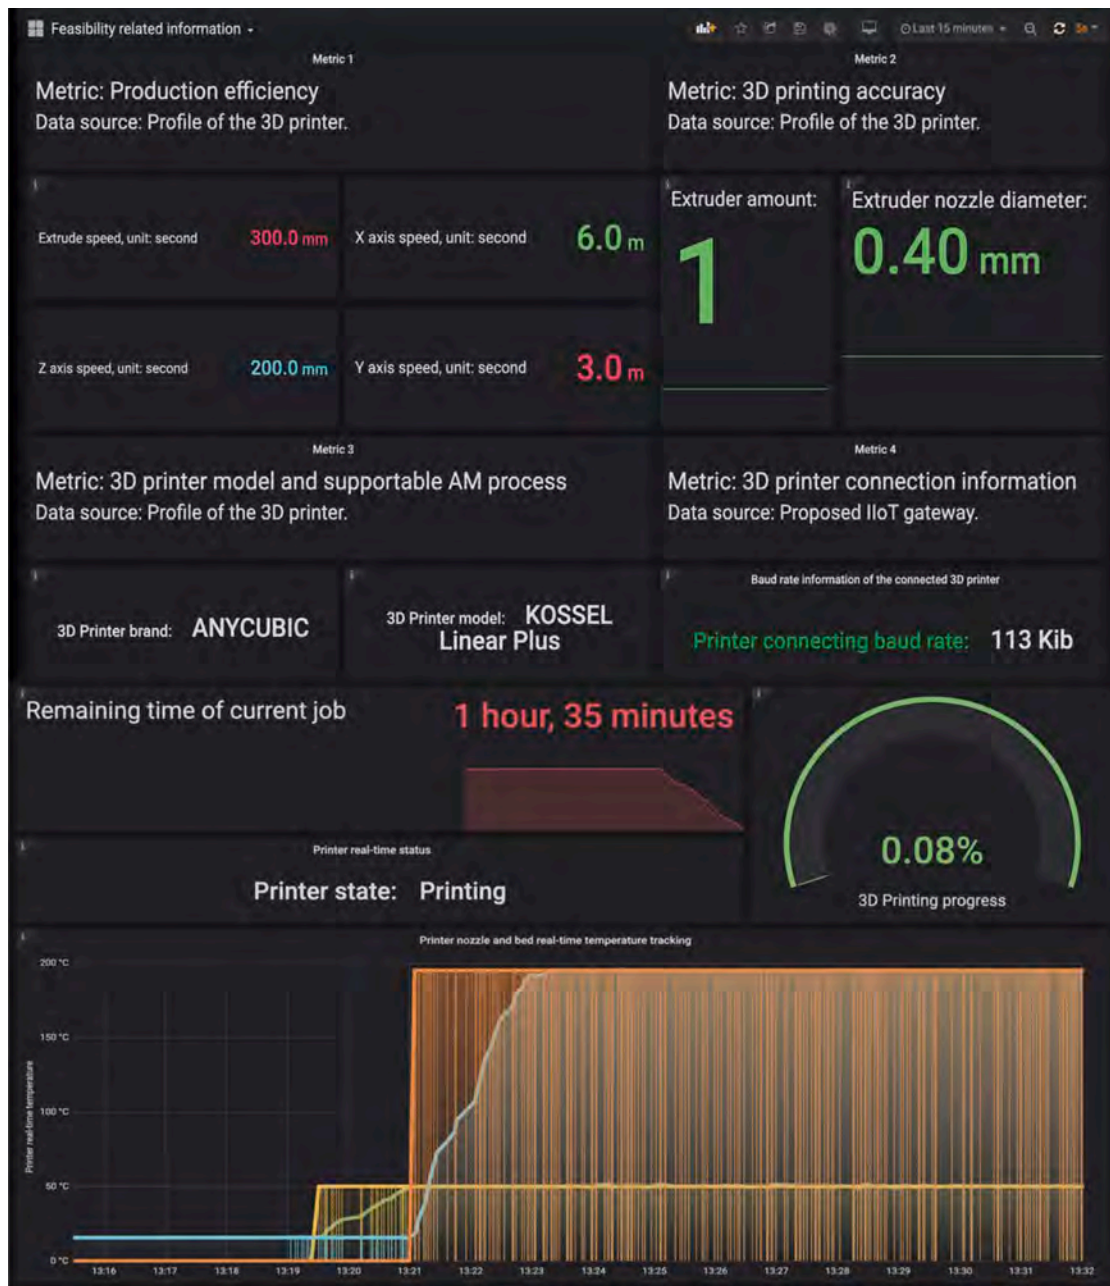 Feasibility related information
Last 15 minutes
5s
Metric 1
Metric: Production efficiency
Data source: Profile of the 3D printer.
Metric 2
Metric: 3D printing accuracy
Data source: Profile of the 3D printer.
Extrude speed, unit: second 300.0 mm
X axis speed, unit: second 6.0 m
Z axis speed, unit: second 200.0 mm
Y axis speed, unit: second 3.0 m
Extruder amount:
1
Extruder nozzle diameter:
0.40 mm
Metric 3
Metric: 3D printer model and supportable AM process
Data source: Profile of the 3D printer.
Metric 4
Metric: 3D printer connection information
Data source: Proposed IIoT gateway.
3D Printer brand: ANYCUBIC
3D Printer model: KOSSEL
Linear Plus
Baud rate information of the connected 3D printer
Printer connecting baud rate: 113 Kib
Remaining time of current job
1 hour, 35 minutes
Printer real-time status
Printer state: Printing
0.08%
3D Printing progress
Printer nozzle and bed real-time temperature tracking
Printer real-time temperature
200 °C
150 °C
100 °C
50 °C
0 °C
13:16 13:17 13:18 13:19 13:20 13:21 13:22 13:23 13:24 13:25 13:26 13:27 13:28 13:29 13:30 13:31 13:32